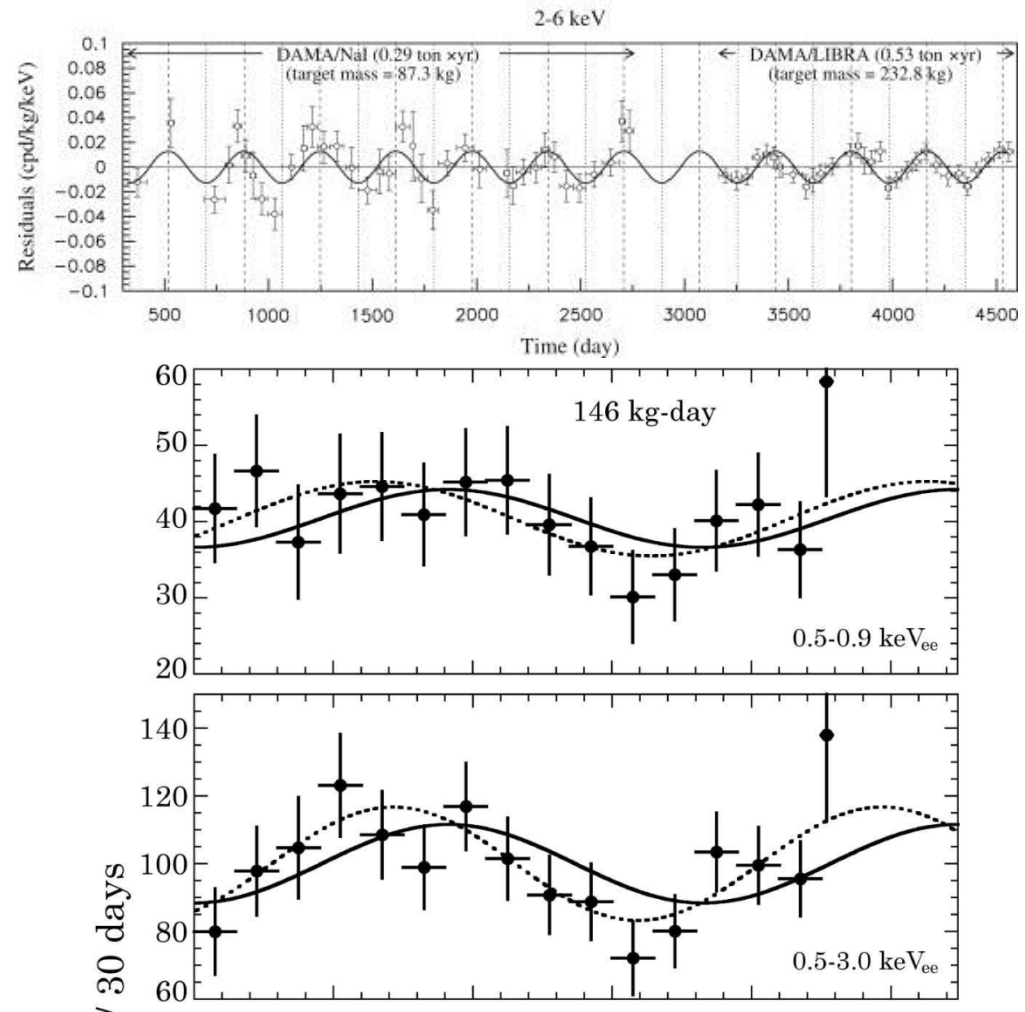 2-6 keV
DAMA/NaI (0.29 ton ×yr)
(target mass = 87.3 kg)
DAMA/LIBRA (0.53 ton ×yr)
(target mass = 232.8 kg)
Residuals (cpd/kg/keV)
0.1
0.08
0.06
0.04
0.02
0
−0.02
−0.04
−0.06
−0.08
−0.1
500 1000 1500 2000 2500 3000 3500 4000 4500
Time (day)
60
50
40
30
20
146 kg-day
0.5-0.9 keVee
140
120
100
80
60
0.5-3.0 keVee
/ 30 days